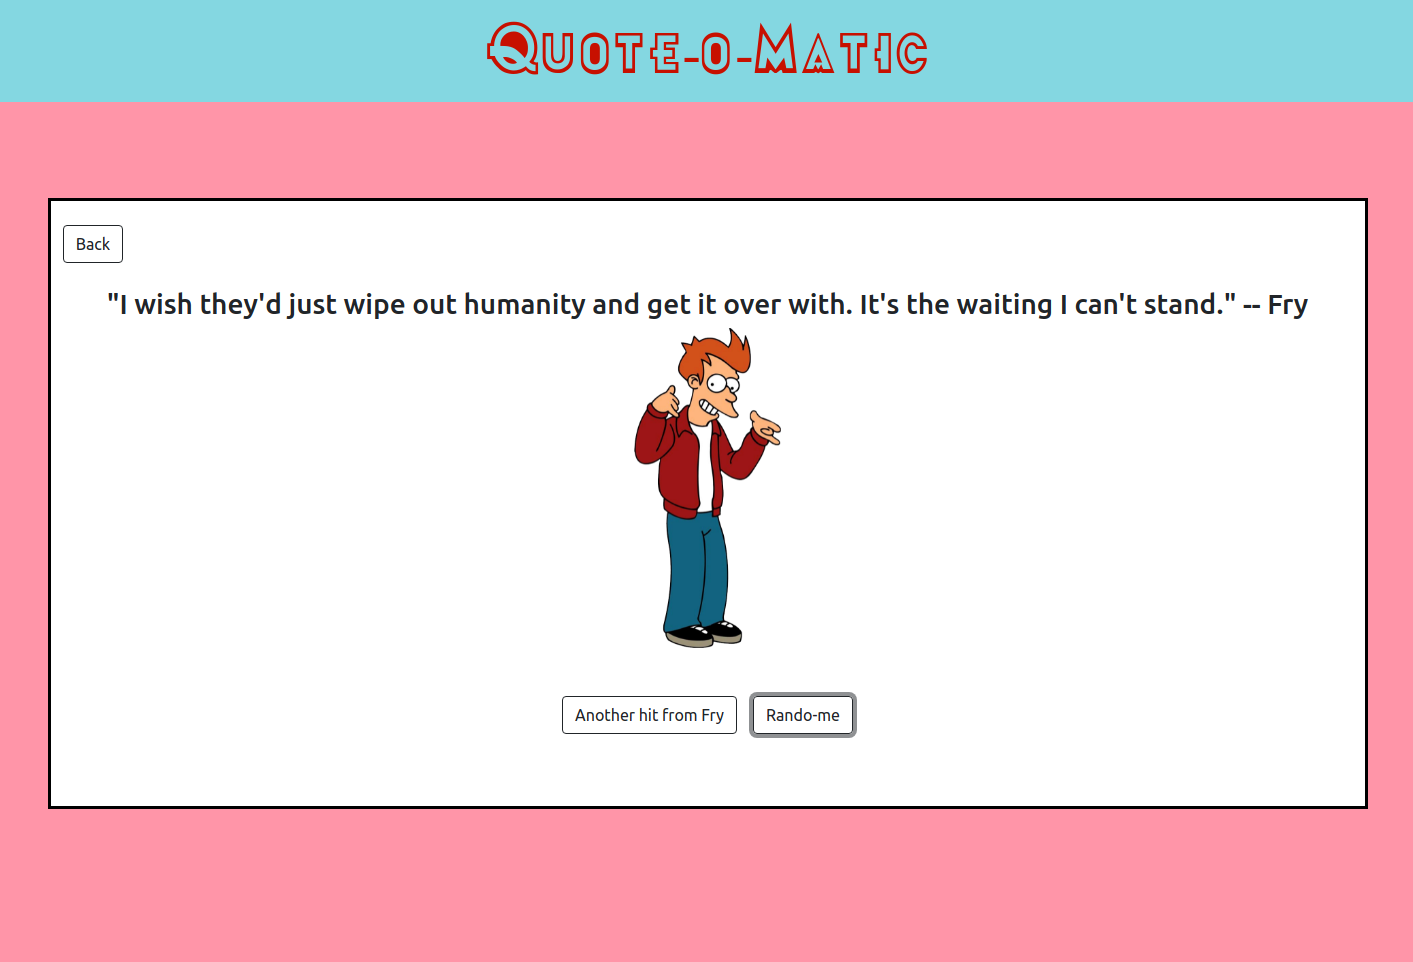 Quote-o-Matic
Back
"I wish they'd just wipe out humanity and get it over with. It's the waiting I can't stand." -- Fry
Another hit from Fry
Rando-me